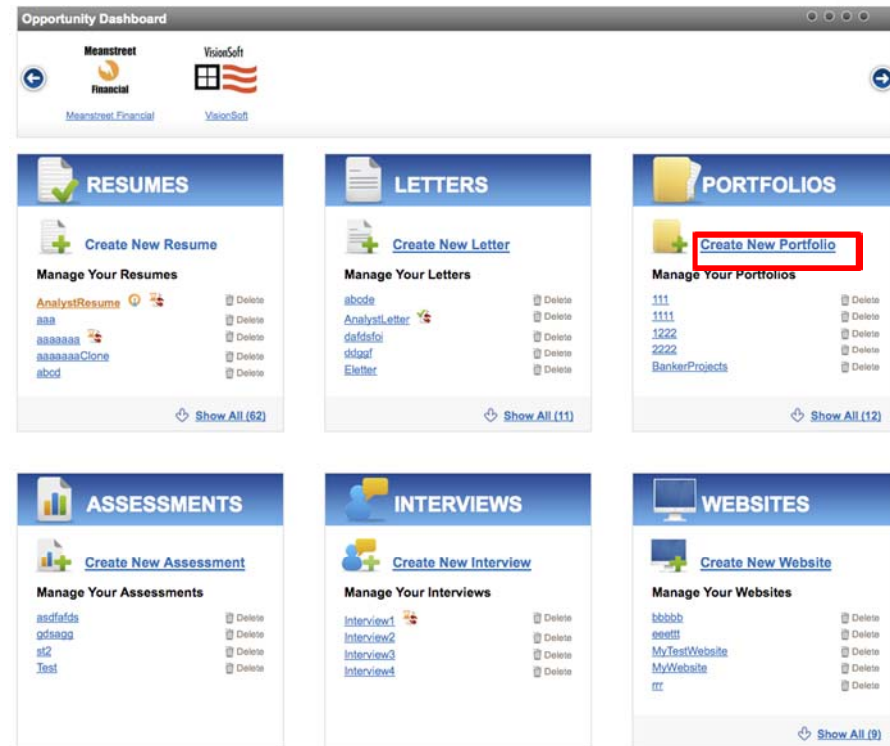 Opportunity Dashboard
Meanstreet
Financial
VisionSoft
Meanstreet Financial
VisionSoft
RESUMES
Create New Resume
Manage Your Resumes
AnalystResume Delete
aaa Delete
aaaaaaa Delete
aaaaaaaClone Delete
abcd Delete
Show All (62)
LETTERS
Create New Letter
Manage Your Letters
abcde Delete
AnalystLetter Delete
dafdsfoi Delete
ddggf Delete
Eletter Delete
Show All (11)
PORTFOLIOS
Create New Portfolio
Manage Your Portfolios
111 Delete
1111 Delete
1222 Delete
2222 Delete
BankerProjects Delete
Show All (12)
ASSESSMENTS
Create New Assessment
Manage Your Assessments
asdfafds Delete
gdsagg Delete
st2 Delete
Test Delete
INTERVIEWS
Create New Interview
Manage Your Interviews
Interview1 Delete
Interview2 Delete
Interview3 Delete
Interview4 Delete
WEBSITES
Create New Website
Manage Your Websites
bbbbb Delete
eeettt Delete
MyTestWebsite Delete
MyWebsite Delete
rrr Delete
Show All (9)